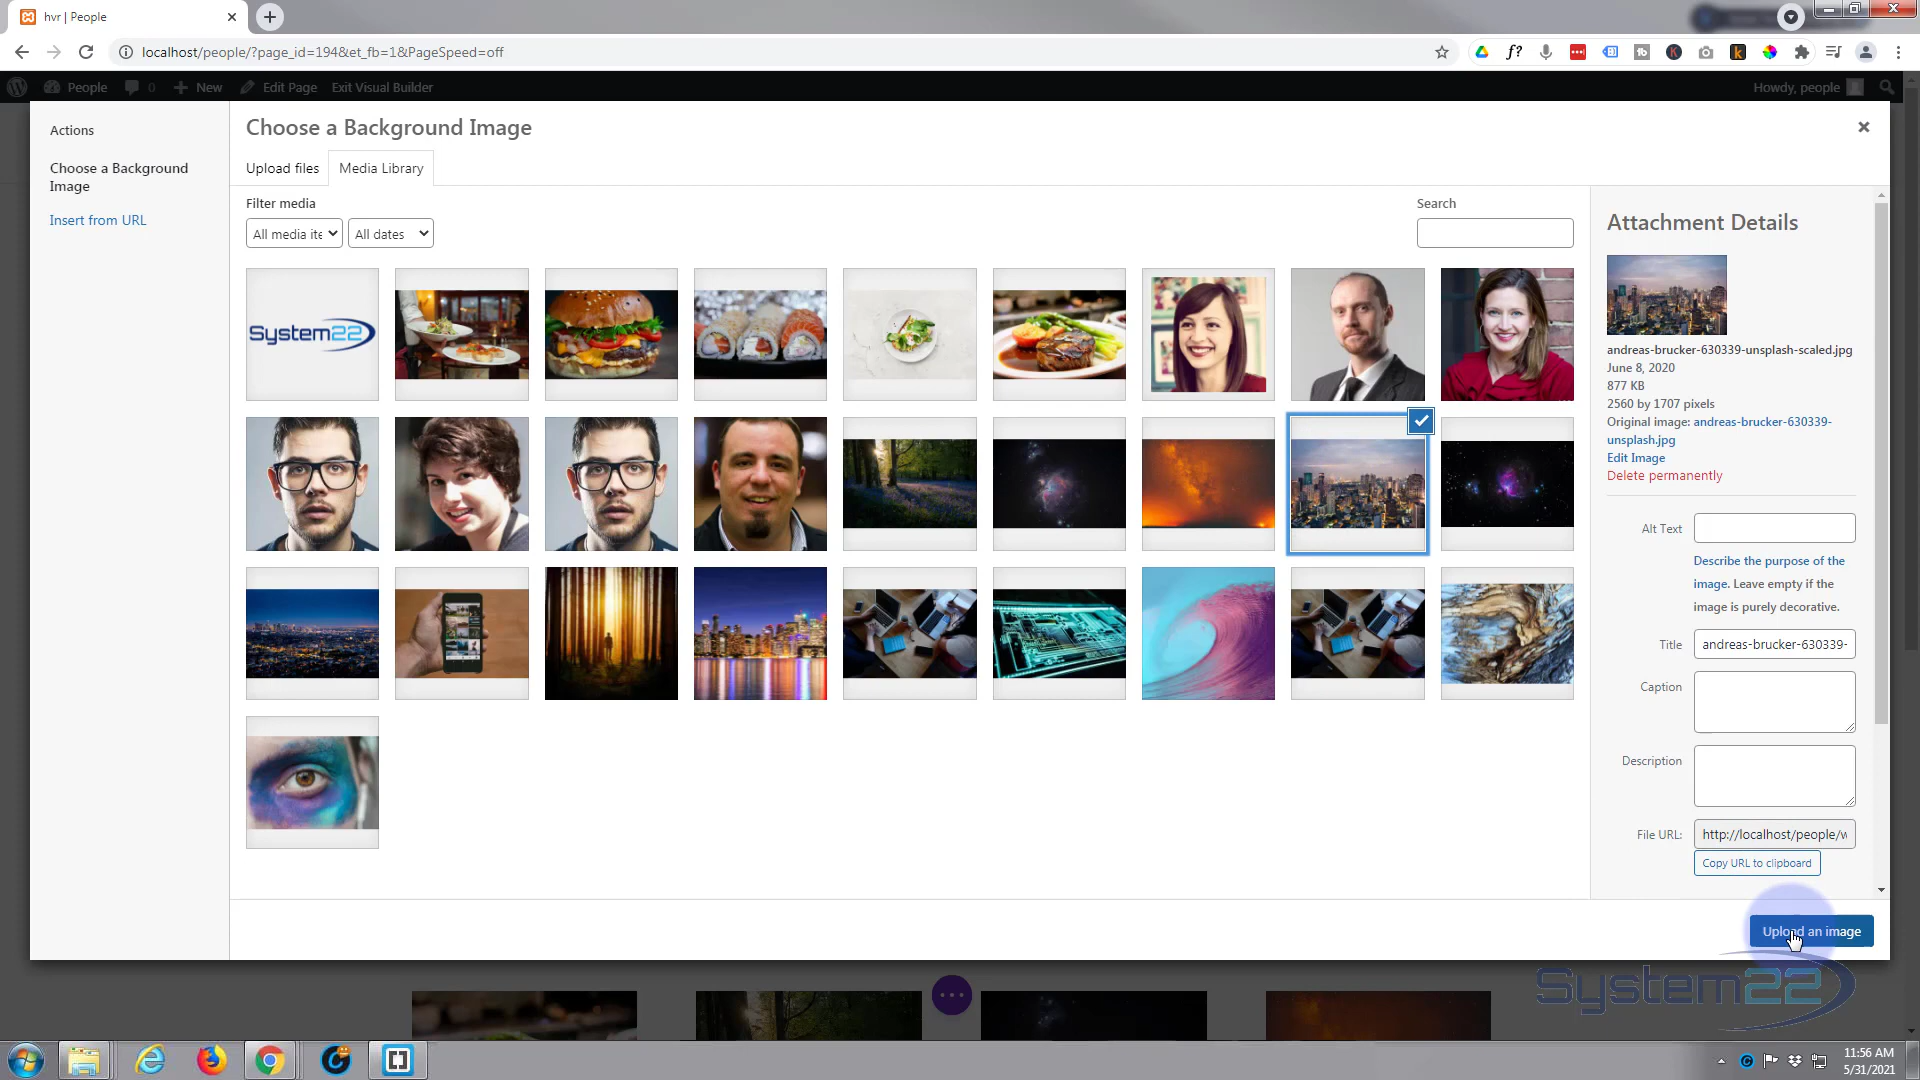 hvr | People
localhost/people/?page_id=194&et_fb=1&PageSpeed=off
People
0
New
Edit Page
Exit Visual Builder
Howdy, people
Actions
Choose a Background
Image
Insert from URL
Choose a Background Image
Upload files
Media Library
Filter media
All media ite
All dates
Search
System22
Attachment Details
andreas-brucker-630339-unsplash-scaled.jpg
June 8, 2020
877 KB
2560 by 1707 pixels
Original image: andreas-brucker-630339-
unsplash.jpg
Edit Image
Delete permanently
Alt Text
Describe the purpose of the
image. Leave empty if the
image is purely decorative.
Title
andreas-brucker-630339-
Caption
Description
File URL:
http://localhost/people/w
Copy URL to clipboard
Upload an image
System22
11:56 AM
5/31/2021